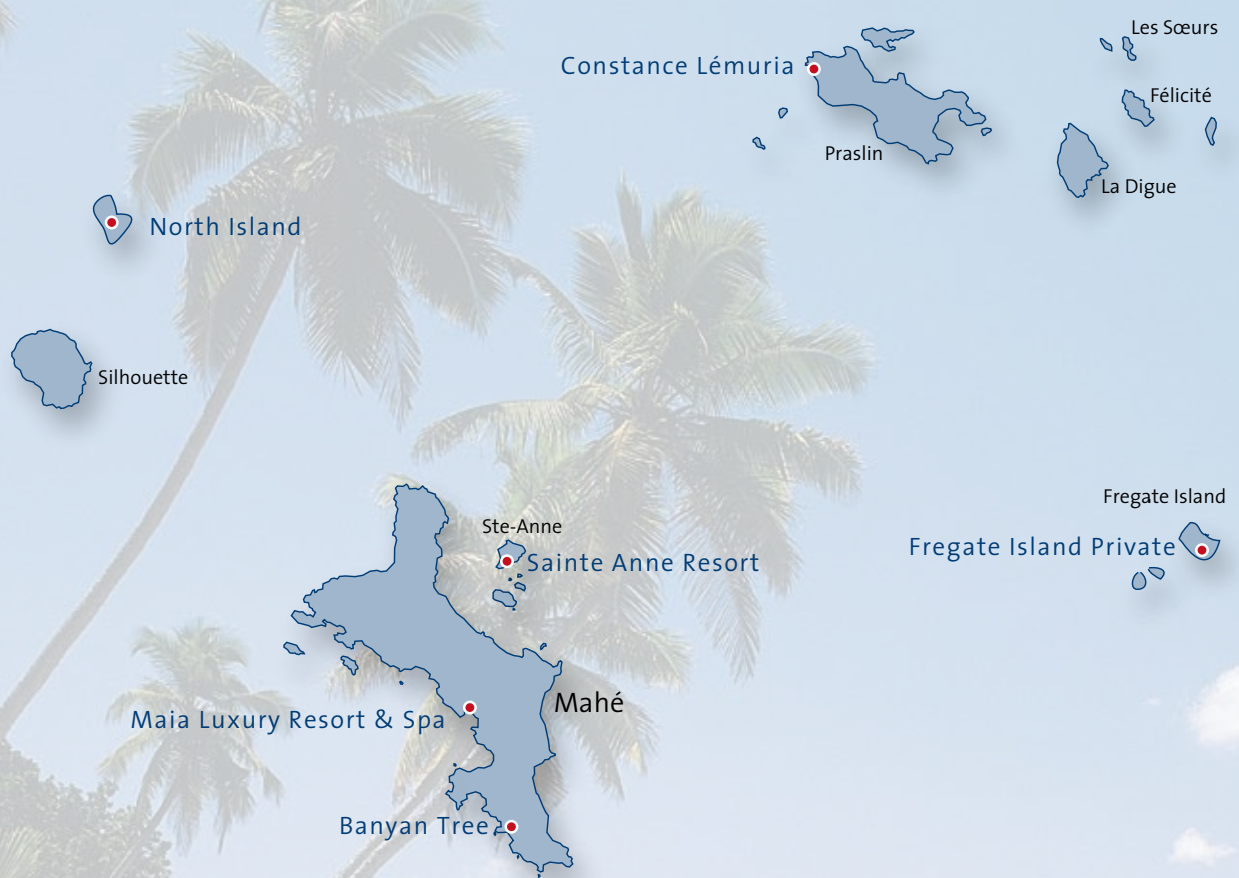 Les Sœurs
Constance Lémuria
Félicité
Praslin
La Digue
North Island
Silhouette
Fregate Island
Ste-Anne
Fregate Island Private
Sainte Anne Resort
Mahé
Maia Luxury Resort & Spa
Banyan Tree